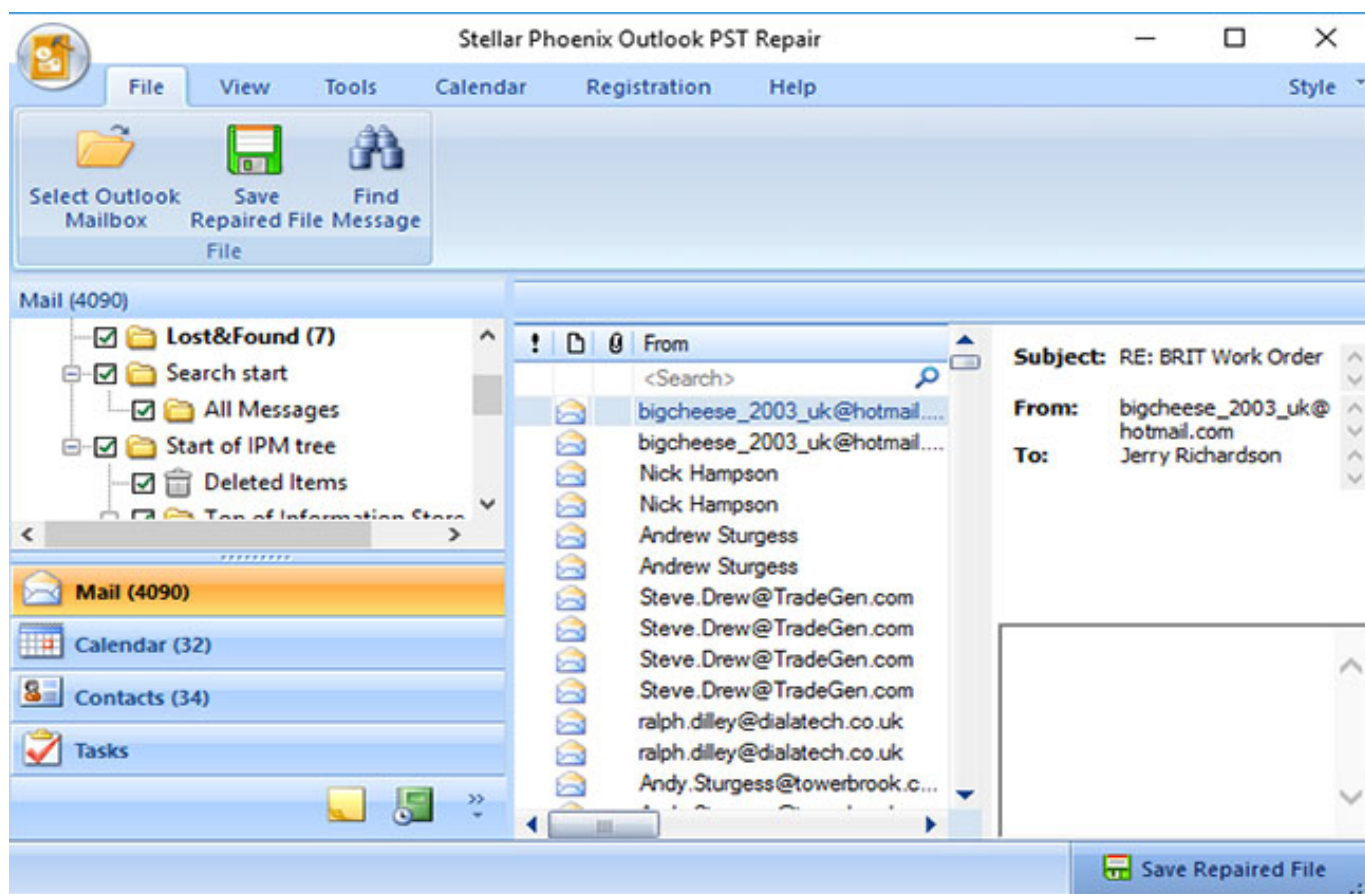 Stellar Phoenix Outlook PST Repair
File View Tools Calendar Registration Help Style
Select Outlook Mailbox
Save Repaired File
Find Message
File
Mail (4090)
Lost&Found (7)
Search start
All Messages
Start of IPM tree
Deleted Items
Top of Information Store
Mail (4090)
Calendar (32)
Contacts (34)
Tasks
! From
<Search>
bigcheese_2003_uk@hotmail....
bigcheese_2003_uk@hotmail....
Nick Hampson
Nick Hampson
Andrew Sturgess
Andrew Sturgess
Steve.Drew@TradeGen.com
Steve.Drew@TradeGen.com
Steve.Drew@TradeGen.com
Steve.Drew@TradeGen.com
ralph.dilley@dialatech.co.uk
ralph.dilley@dialatech.co.uk
Andy.Sturgess@towerbrook.c...
Subject: RE: BRIT Work Order
From: bigcheese_2003_uk@
hotmail.com
To: Jerry Richardson
Save Repaired File